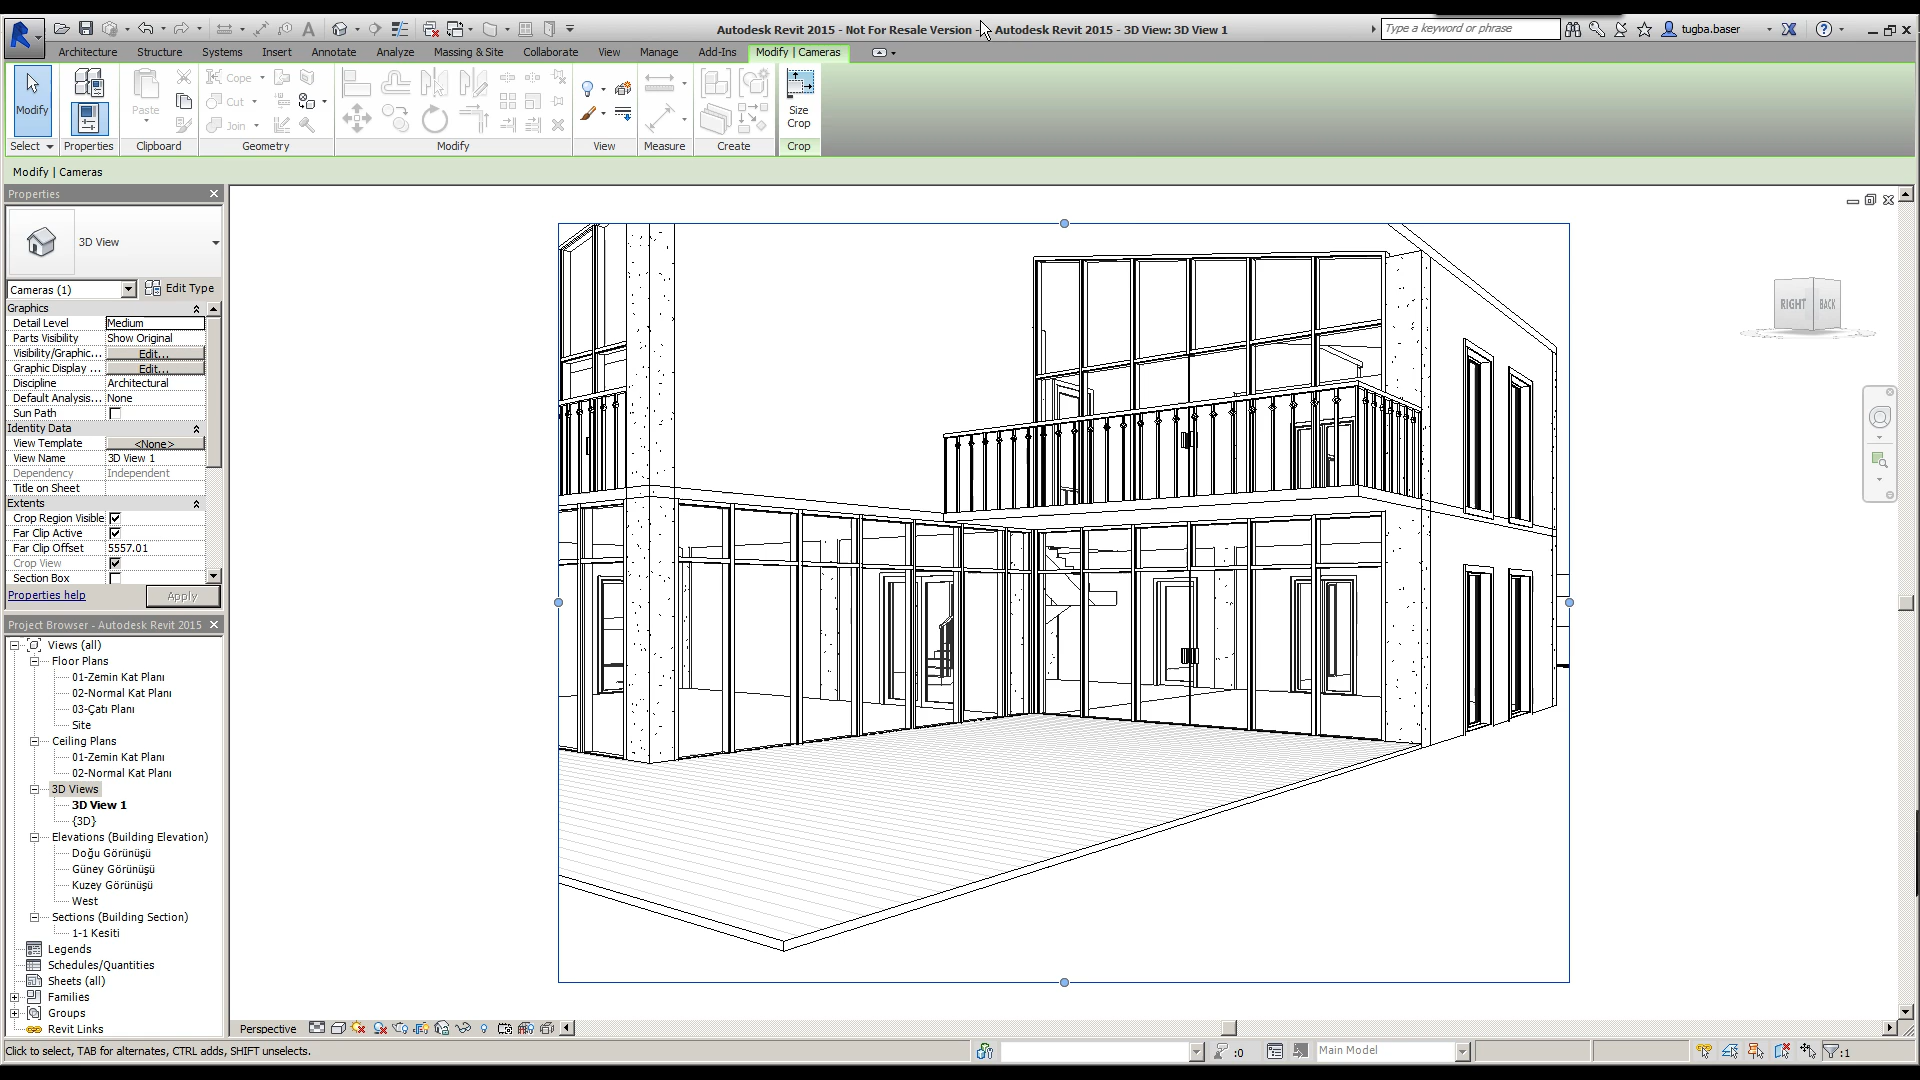 Autodesk Revit 2015 - Not For Resale Version - Autodesk Revit 2015 - 3D View: 3D View 1
Type a keyword or phrase
tugba.baser
Architecture Structure Systems Insert Annotate Analyze Massing & Site Collaborate View Manage Add-Ins Modify | Cameras
Modify
Paste
Cope
Cut
Join
Size
Crop
Select Properties Clipboard Geometry Modify View Measure Create Crop
Modify | Cameras
Properties
3D View
Cameras (1) Edit Type
Graphics
Detail Level Medium
Parts Visibility Show Original
Visibility/Graphic... Edit...
Graphic Display ... Edit...
Discipline Architectural
Default Analysis... None
Sun Path
Identity Data
View Template <None>
View Name 3D View 1
Dependency Independent
Title on Sheet
Extents
Crop Region Visible
Far Clip Active
Far Clip Offset 5557.01
Crop View
Section Box
Properties help Apply
Project Browser - Autodesk Revit 2015
Views (all)
Floor Plans
01-Zemin Kat Planı
02-Normal Kat Planı
03-Çatı Planı
Site
Ceiling Plans
01-Zemin Kat Planı
02-Normal Kat Planı
3D Views
3D View 1
{3D}
Elevations (Building Elevation)
Doğu Görünüşü
Güney Görünüşü
Kuzey Görünüşü
West
Sections (Building Section)
1-1 Kesiti
Legends
Schedules/Quantities
Sheets (all)
Families
Groups
Revit Links
RIGHT BACK
Perspective
Click to select, TAB for alternates, CTRL adds, SHIFT unselects.
:0
Main Model
:1